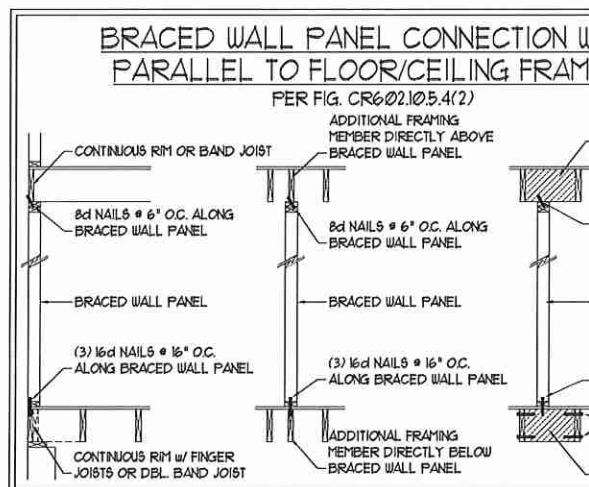 BRACED WALL PANEL CONNECTION W
PARALLEL TO FLOOR/CEILING FRAM
PER FIG. CR602.10.5.4(2)
CONTINUOUS RIM OR BAND JOIST
8d NAILS @ 6" O.C. ALONG
BRACED WALL PANEL
BRACED WALL PANEL
(3) 16d NAILS @ 16" O.C.
ALONG BRACED WALL PANEL
CONTINUOUS RIM w/ FINGER
JOISTS OR DBL. BAND JOIST
ADDITIONAL FRAMING
MEMBER DIRECTLY ABOVE
BRACED WALL PANEL
8d NAILS @ 6" O.C. ALONG
BRACED WALL PANEL
BRACED WALL PANEL
(3) 16d NAILS @ 16" O.C.
ALONG BRACED WALL PANEL
ADDITIONAL FRAMING
MEMBER DIRECTLY BELOW
BRACED WALL PANEL